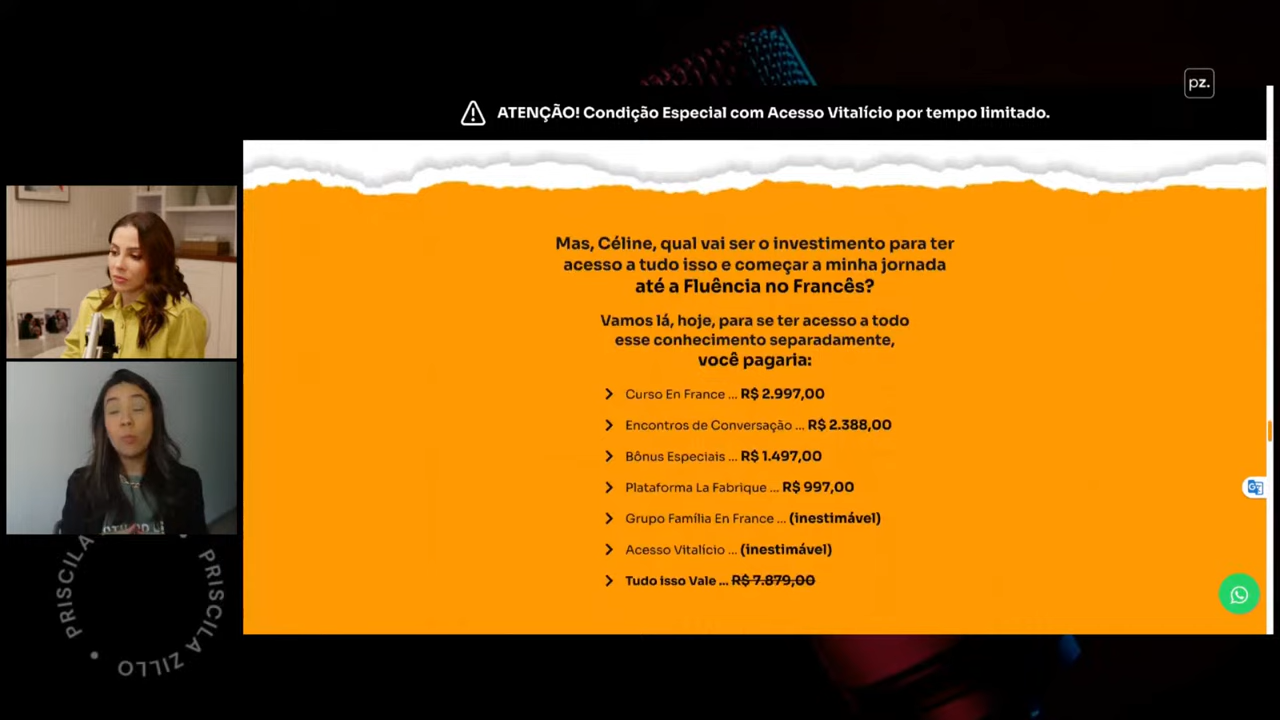 pz.
ATENÇÃO! Condição Especial com Acesso Vitalício por tempo limitado.
Mas, Céline, qual vai ser o investimento para ter
acesso a tudo isso e começar a minha jornada
até a Fluência no Francês?
Vamos lá, hoje, para se ter acesso a todo
esse conhecimento separadamente,
você pagaria:
Curso En France ... R$ 2.997,00
Encontros de Conversação ... R$ 2.388,00
Bônus Especiais ... R$ 1.497,00
Plataforma La Fabrique ... R$ 997,00
Grupo Família En France ... (inestimável)
Acesso Vitalício ... (inestimável)
Tudo isso Vale ... R$ 7.879,00
PRISCILA
PRISCILA ZILLO